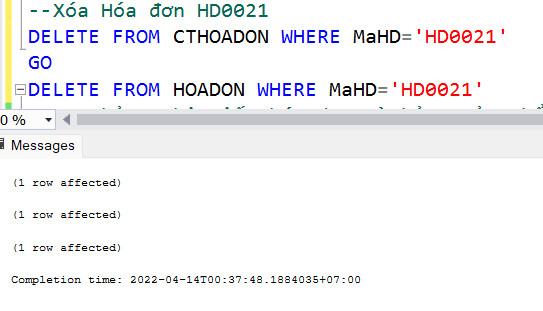 --Xóa Hóa đơn HD0021
DELETE FROM CTHOADON WHERE MaHD='HD0021'
GO
DELETE FROM HOADON WHERE MaHD='HD0021'
0 %
Messages
(1 row affected)
(1 row affected)
(1 row affected)
Completion time: 2022-04-14T00:37:48.1884035+07:00